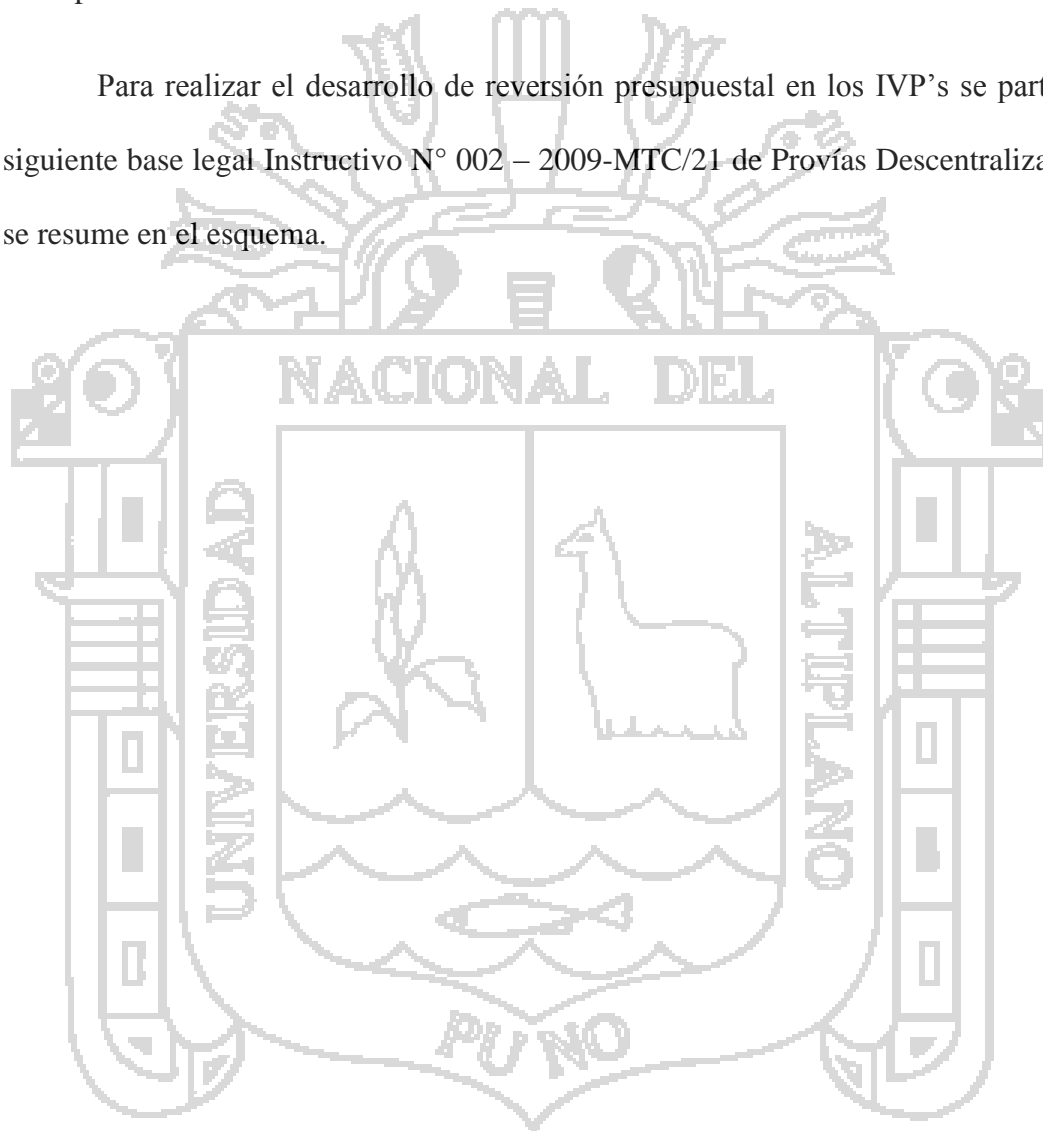 Para realizar el desarrollo de reversión presupuestal en los IVP’s se part
siguiente base legal Instructivo N° 002 – 2009-MTC/21 de Provías Descentraliza
se resume en el esquema.
NACIONAL DEL
UNIVERSIDAD
ALTIPLANO
PUNO